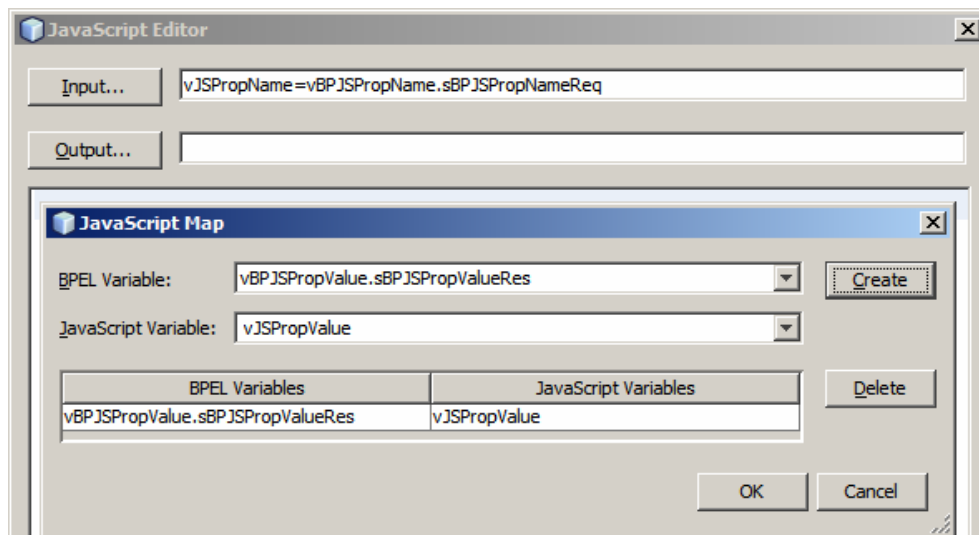 JavaScript Editor
Input... vJSPropName=vBPJSPropName.sBPJSPropNameReq
Output...
JavaScript Map
BPEL Variable: vBPJSPropValue.sBPJSPropValueRes Create
JavaScript Variable: vJSPropValue
BPEL Variables JavaScript Variables Delete
vBPJSPropValue.sBPJSPropValueRes vJSPropValue
OK Cancel